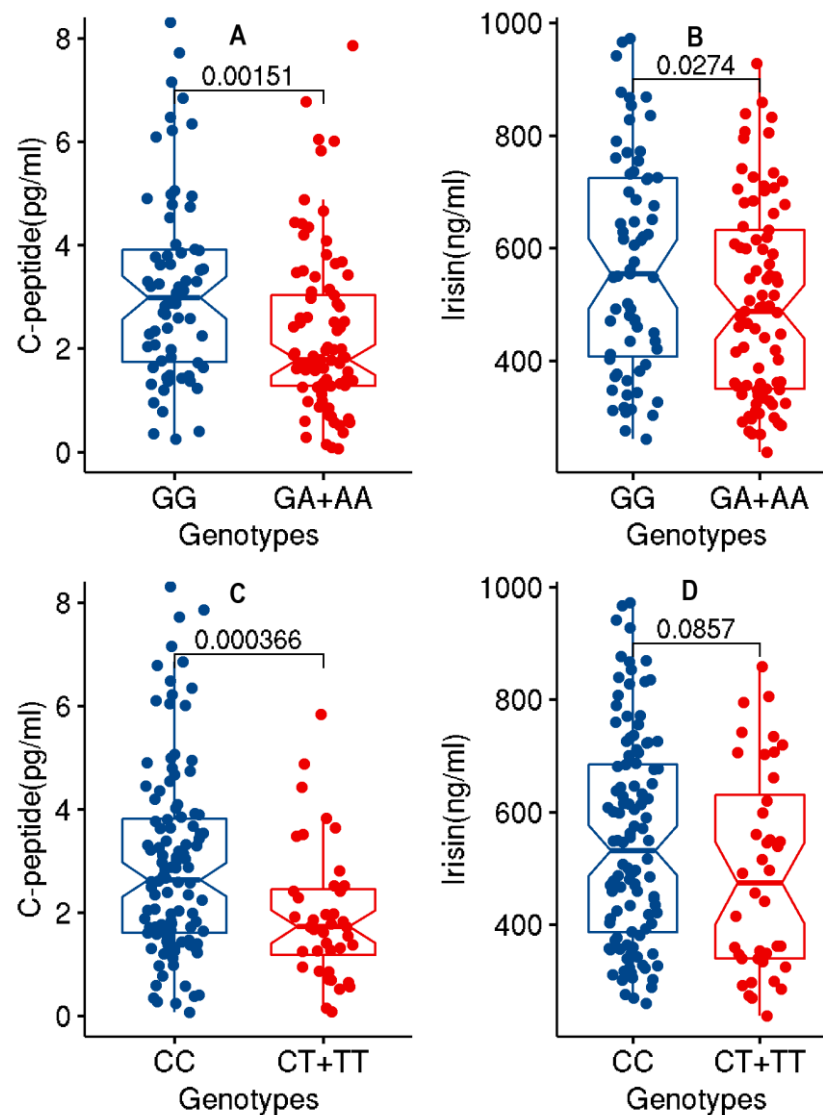 A
C-peptide(pg/ml)
8
6
4
2
0
0.00151
GG GA+AA
Genotypes
B
Irisin(ng/ml)
1000
800
600
400
0.0274
GG GA+AA
Genotypes
C
C-peptide(pg/ml)
8
6
4
2
0
0.000366
CC CT+TT
Genotypes
D
Irisin(ng/ml)
1000
800
600
400
0.0857
CC CT+TT
Genotypes